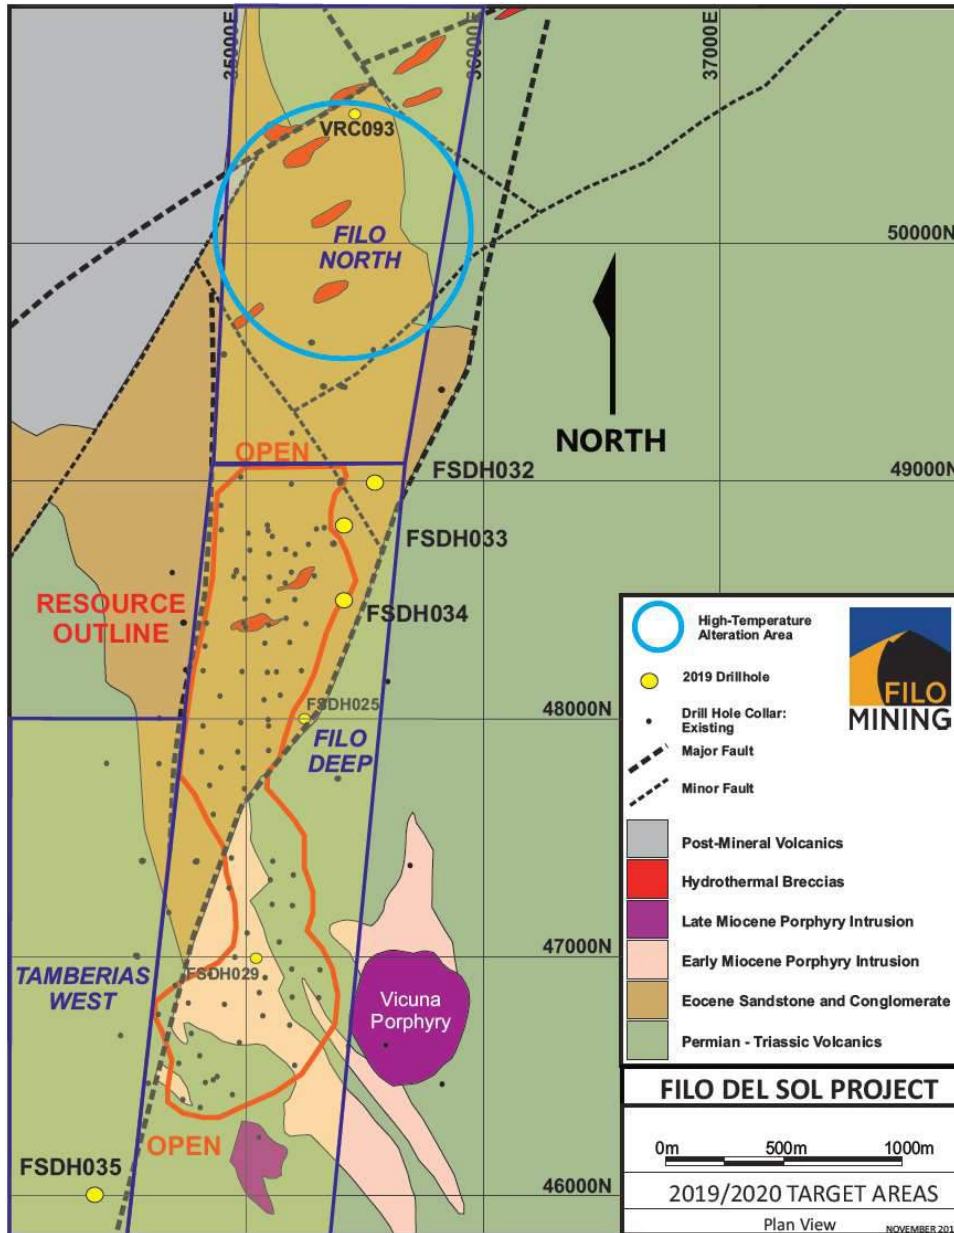 35000E
36000E
37000E
VRC093
FILO
NORTH
50000N
NORTH
OPEN
FSDH032
49000N
FSDH033
RESOURCE
OUTLINE
FSDH034
FSDH025
48000N
FILO
DEEP
47000N
FSDH029
TAMBERIAS
WEST
Vicuna
Porphyry
OPEN
FSDH035
46000N
High-Temperature
Alteration Area
2019 Drillhole
Drill Hole Collar:
Existing
Major Fault
Minor Fault
FILO
MINING
Post-Mineral Volcanics
Hydrothermal Breccias
Late Miocene Porphyry Intrusion
Early Miocene Porphyry Intrusion
Eocene Sandstone and Conglomerate
Permian - Triassic Volcanics
FILO DEL SOL PROJECT
0m 500m 1000m
2019/2020 TARGET AREAS
Plan View
NOVEMBER 201